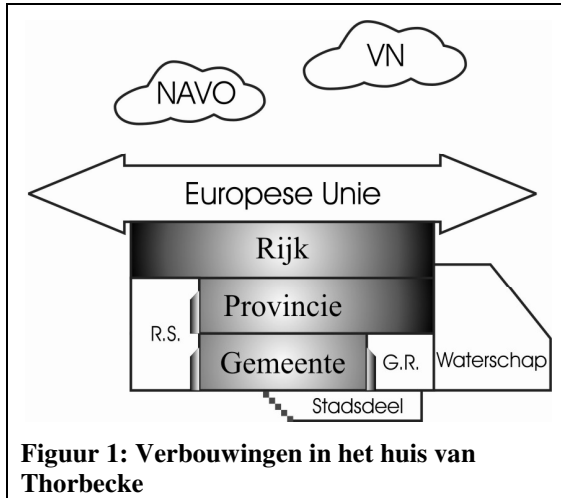 VN
NAVO
Europese Unie
Rijk
Provincie
R.S.
Gemeente
G.R.
Waterschap
Stadsdeel
Figuur 1: Verbouwingen in het huis van
Thorbecke